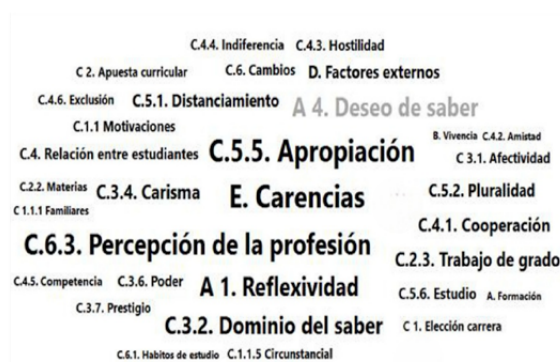 C.4.4. Indiferencia C.4.3. Hostilidad
C 2. Apuesta curricular C.6. Cambios D. Factores externos
C.4.6. Exclusión C.5.1. Distanciamiento A 4. Deseo de saber
C.1.1 Motivaciones
B. Vivencia C.4.2. Amistad
C.4. Relación entre estudiantes C.5.5. Apropiación C 3.1. Afectividad
C.2.2. Materias C.3.4. Carisma E. Carencias C.5.2. Pluralidad
C 1.1.1 Familiares
C.4.1. Cooperación
C.6.3. Percepción de la profesión
C.2.3. Trabajo de grado
C.4.5. Competencia C.3.6. Poder A 1. Reflexividad C.5.6. Estudio A. Formación
C.3.7. Prestigio
C.3.2. Dominio del saber C 1. Elección carrera
C.6.1. Habitos de estudio C.1.1.5 Circunstancial